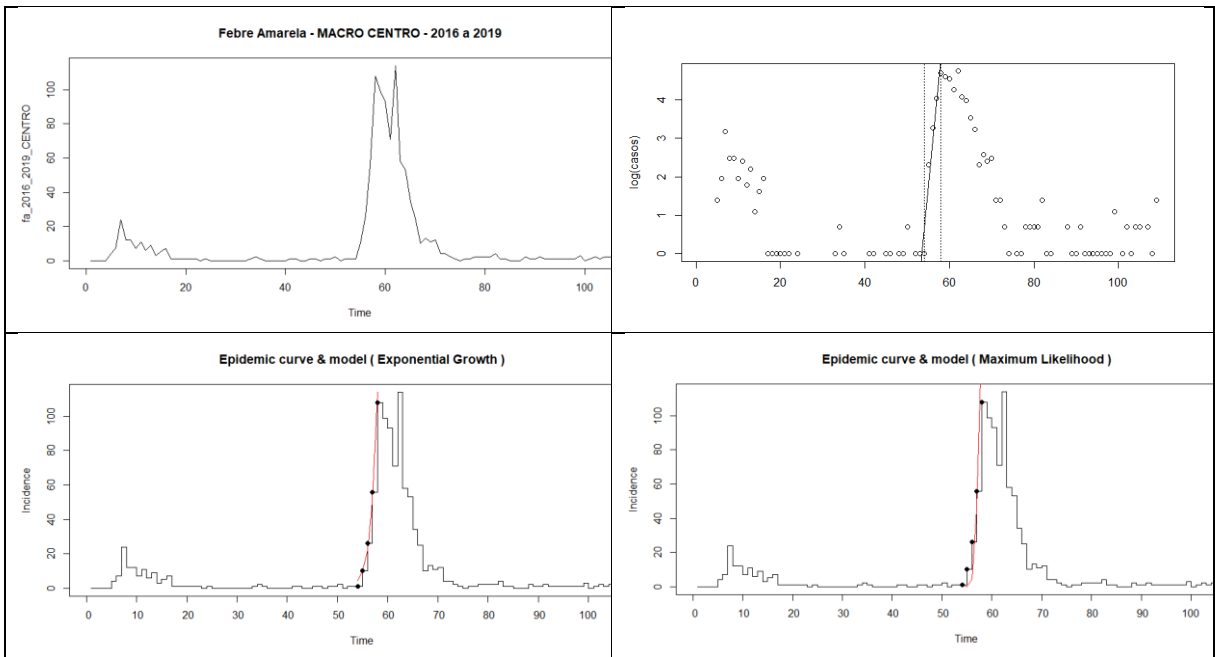 Febre Amarela - MACRO CENTRO - 2016 a 2019
fa_2016_2019_CENTRO
0 20 40 60 80 100
0 20 40 60 80 100
Time
log(casos)
0 1 2 3 4
0 20 40 60 80 100
Epidemic curve & model ( Exponential Growth )
Incidence
0 20 40 60 80 100
0 10 20 30 40 50 60 70 80 90 100
Time
Epidemic curve & model ( Maximum Likelihood )
Incidence
0 20 40 60 80 100
0 10 20 30 40 50 60 70 80 90 100
Time